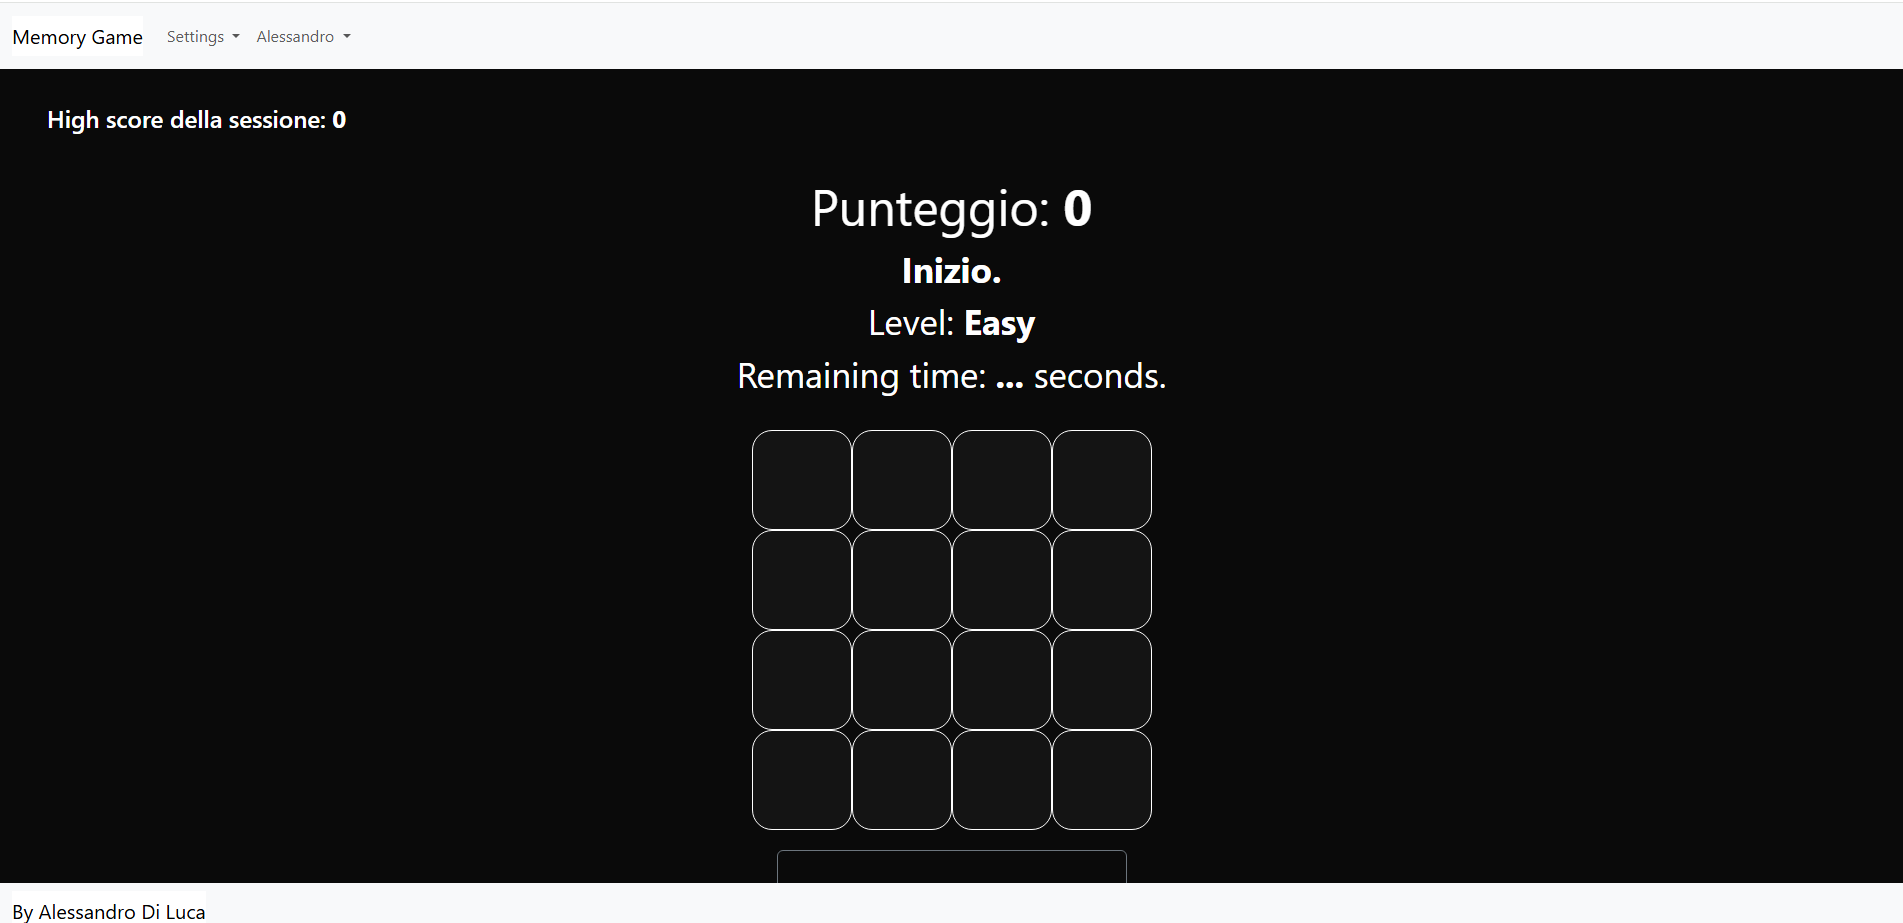 Memory Game Settings Alessandro
High score della sessione: 0
Punteggio: 0
Inizio.
Level: Easy
Remaining time: ... seconds.
By Alessandro Di Luca